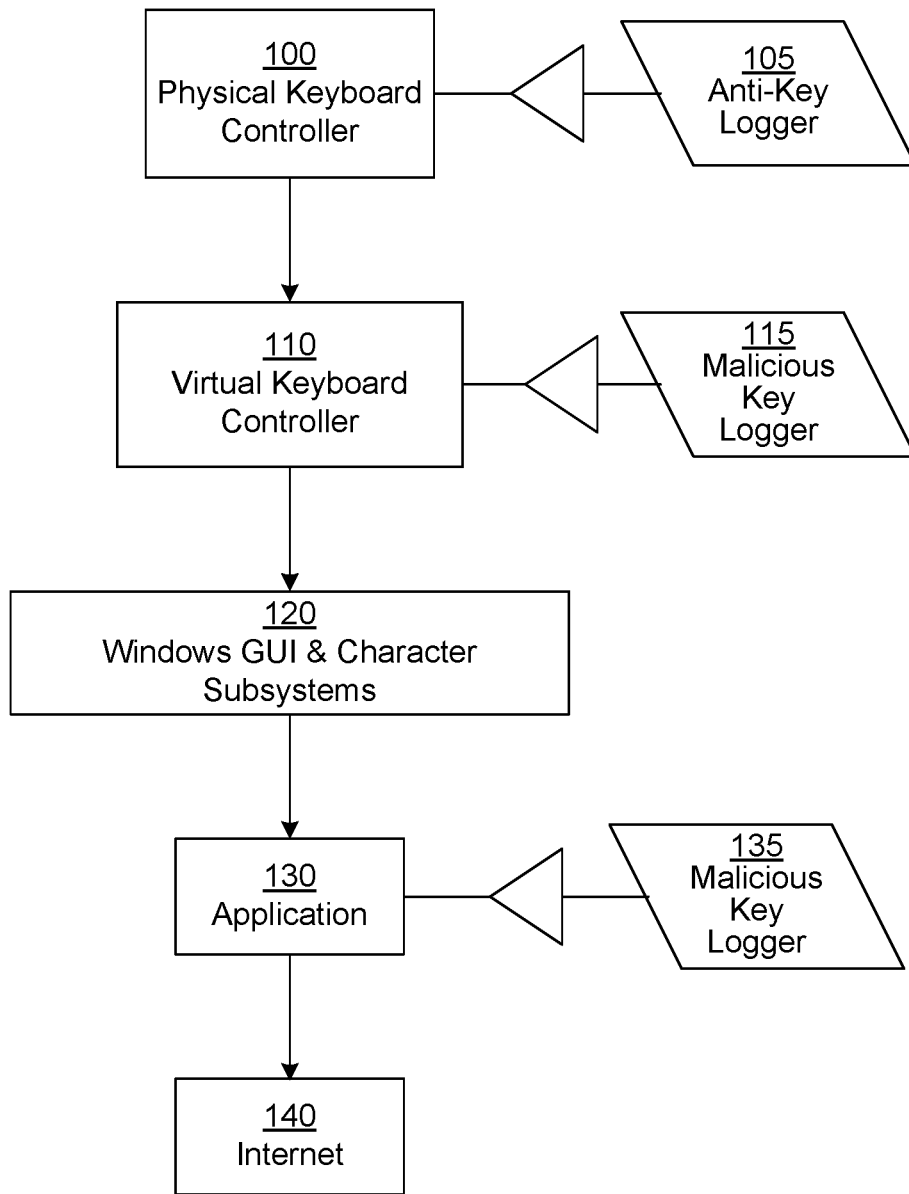 100
Physical Keyboard
Controller
105
Anti-Key
Logger
110
Virtual Keyboard
Controller
115
Malicious
Key
Logger
120
Windows GUI & Character
Subsystems
130
Application
135
Malicious
Key
Logger
140
Internet